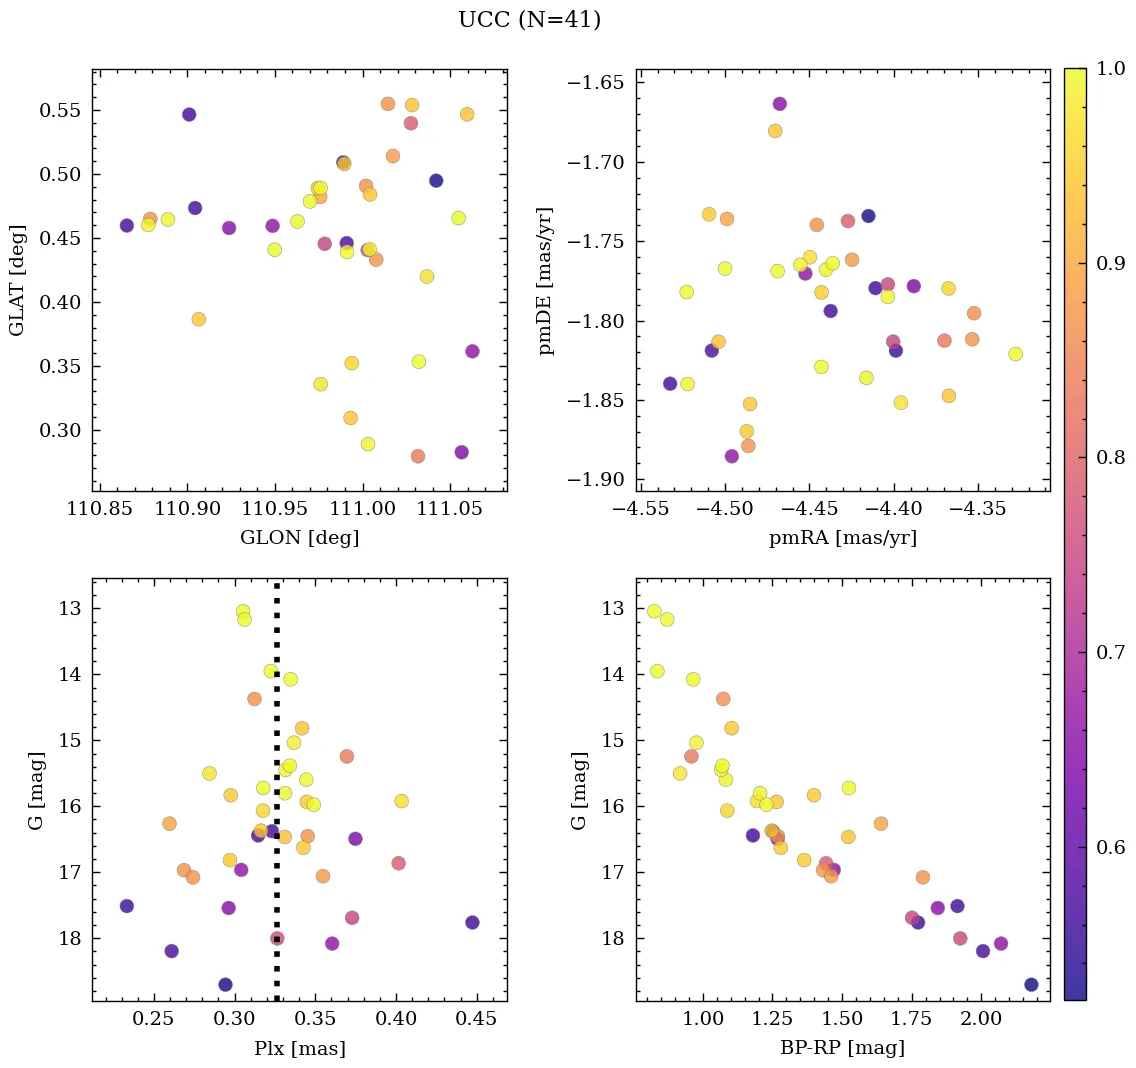 UCC (N=41)
0.55
0.50
0.45
0.40
0.35
0.30
GLAT [deg]
110.85 110.90 110.95 111.00 111.05
GLON [deg]
−1.65
−1.70
−1.75
−1.80
−1.85
−1.90
pmDE [mas/yr]
−4.55 −4.50 −4.45 −4.40 −4.35
pmRA [mas/yr]
1.0
0.9
0.8
0.7
0.6
13
14
15
16
17
18
G [mag]
0.25 0.30 0.35 0.40 0.45
Plx [mas]
13
14
15
16
17
18
G [mag]
1.00 1.25 1.50 1.75 2.00
BP-RP [mag]